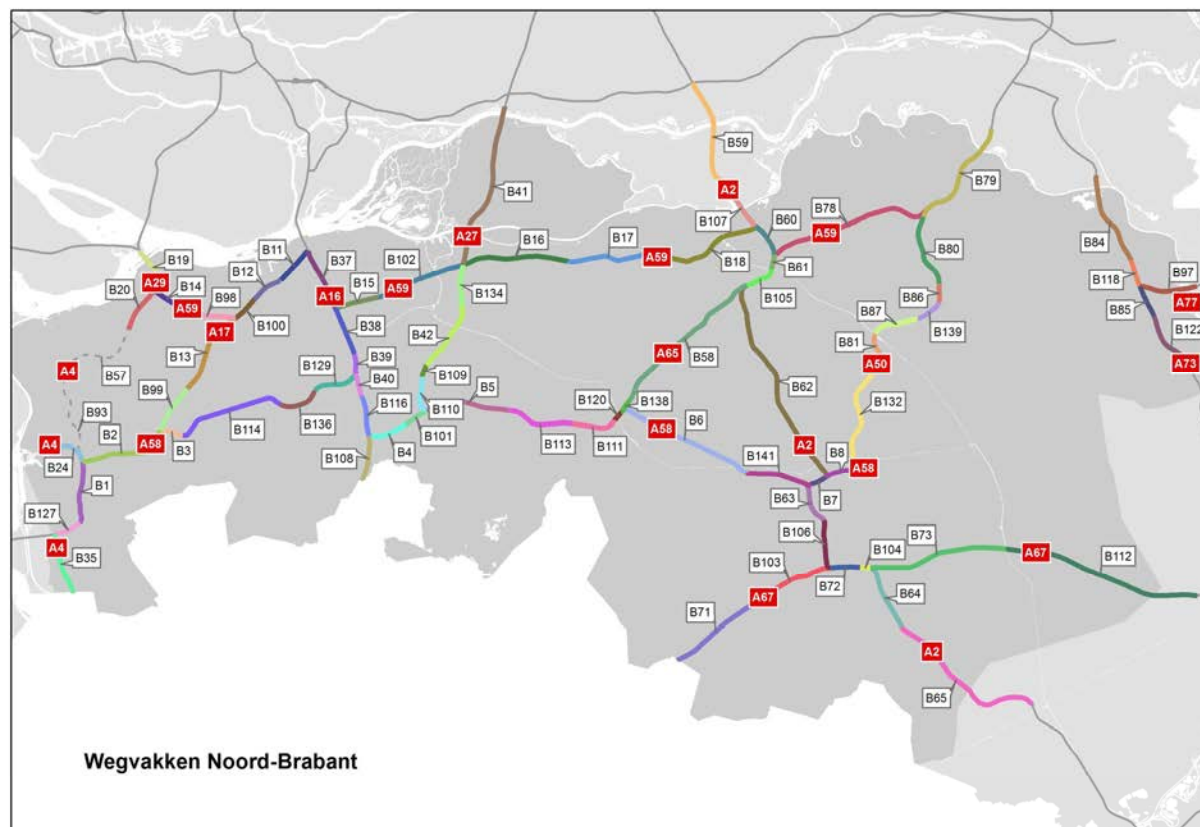 B59
B79
A2
B41
B107
B60
B78
A27
B16
B17
A59
A59
B84
B11
B37
B102
B18
B61
B80
B19
B12
B118
B97
A29
B14
B98
A16
B15
A59
B134
B105
B86
B85
A77
B20
A59
A17
B100
B38
B42
B87
B139
B122
B13
B39
A65
B58
B81
A50
A73
A4
B57
B129
B40
B109
B5
B62
B99
B132
B93
B2
B116
B110
B120
B138
B6
B114
B136
A4
A58
B3
B101
A58
A2
B8
B24
B108
B4
B113
B111
B141
A58
B1
B63
B7
B127
B106
B73
A4
B104
A67
B35
B103
B112
B72
B71
A67
B64
A2
B65
Wegvakken Noord-Brabant